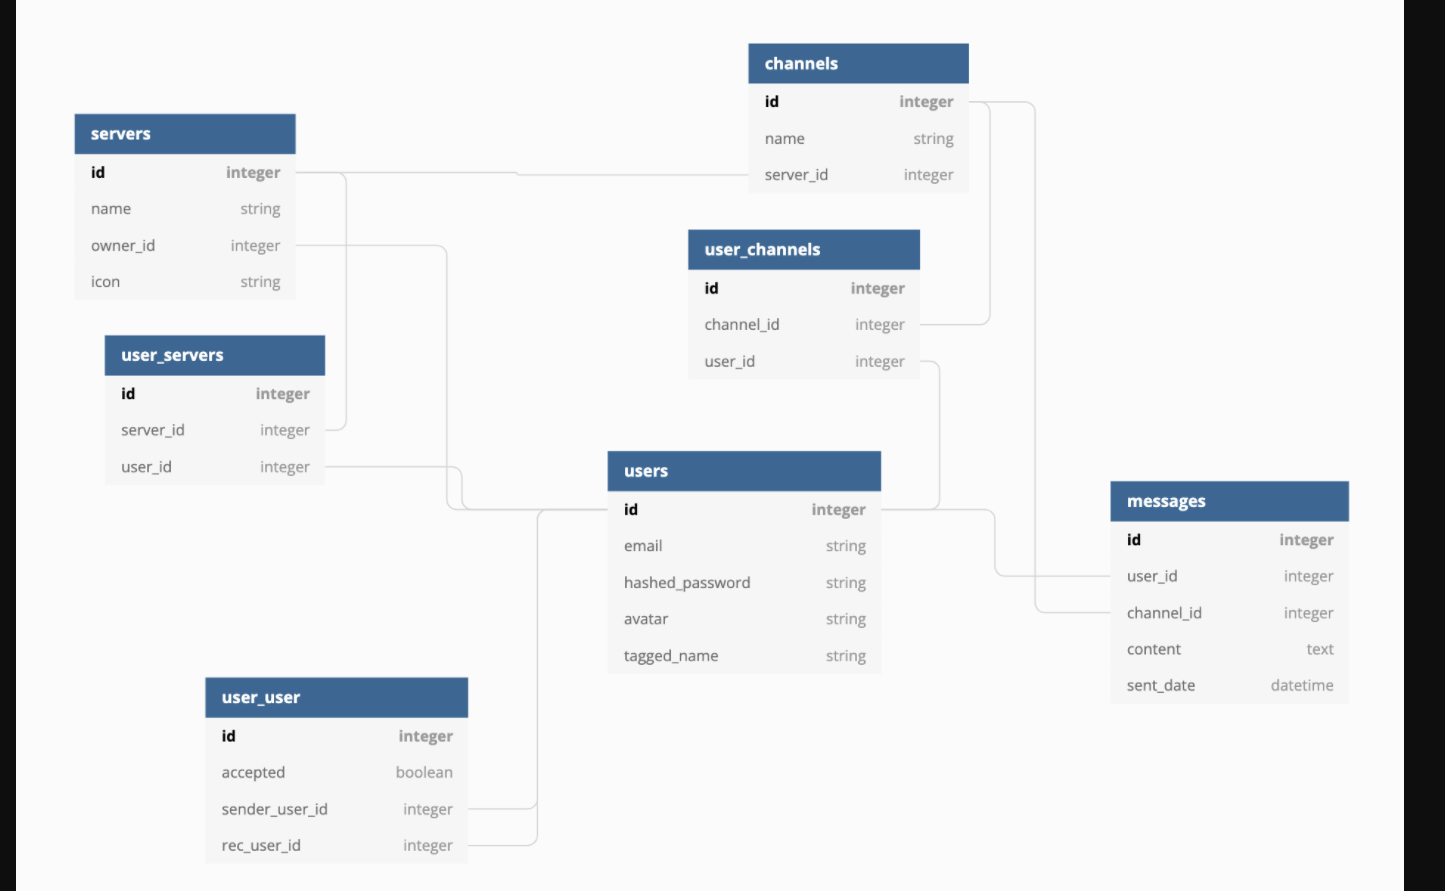 channels
id integer
name string
server_id integer
servers
id integer
name string
owner_id integer
icon string
user_channels
id integer
channel_id integer
user_id integer
user_servers
id integer
server_id integer
user_id integer
users
id integer
email string
hashed_password string
avatar string
tagged_name string
messages
id integer
user_id integer
channel_id integer
content text
sent_date datetime
user_user
id integer
accepted boolean
sender_user_id integer
rec_user_id integer